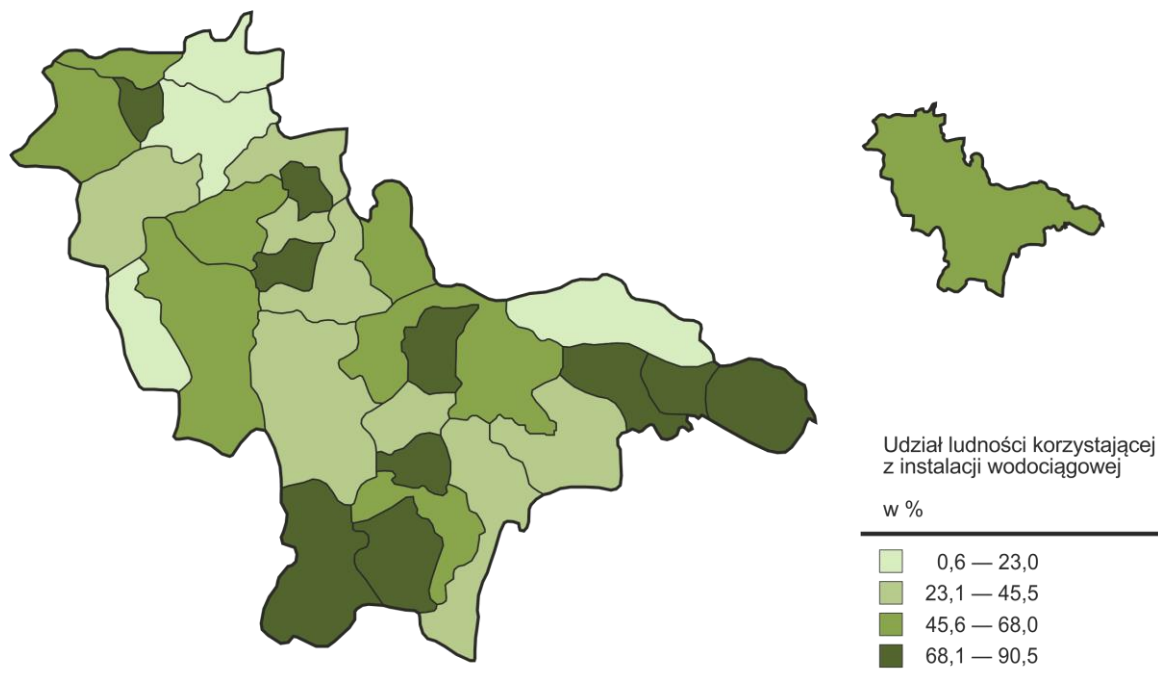 Udział ludności korzystającej
z instalacji wodociągowej
w %
0,6 — 23,0
23,1 — 45,5
45,6 — 68,0
68,1 — 90,5